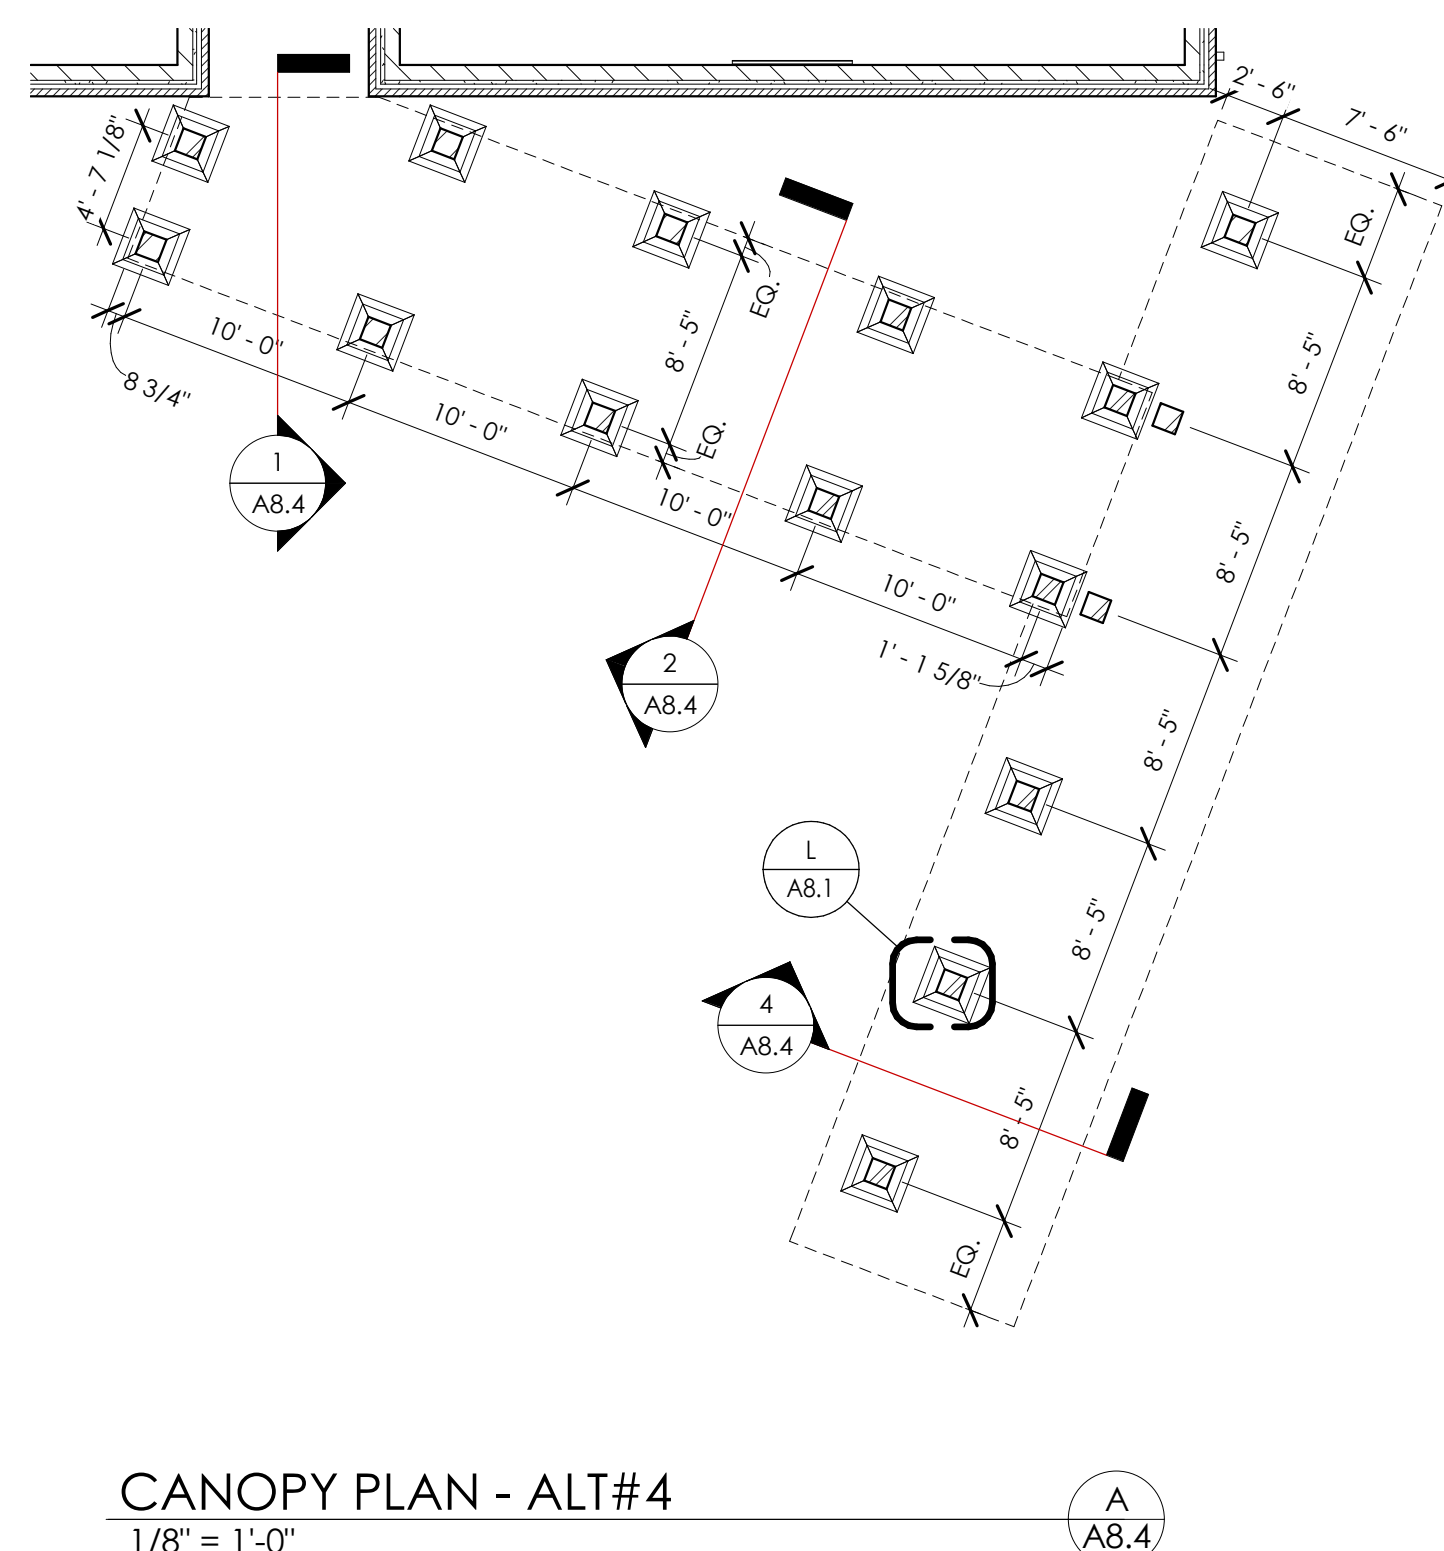 2' - 6"
7' - 6"
4' - 7 1/8"
EQ.
EQ.
10' - 0"
8' - 5"
8' - 5"
8 3/4"
10' - 0"
EQ.
1
A8.4
10' - 0"
8' - 5"
10' - 0"
1' - 1 5/8"
2
A8.4
8' - 5"
L
A8.1
8' - 5"
4
A8.4
8' - 5"
EQ.
CANOPY PLAN - ALT#4
A
A8.4
1/8" = 1'-0"